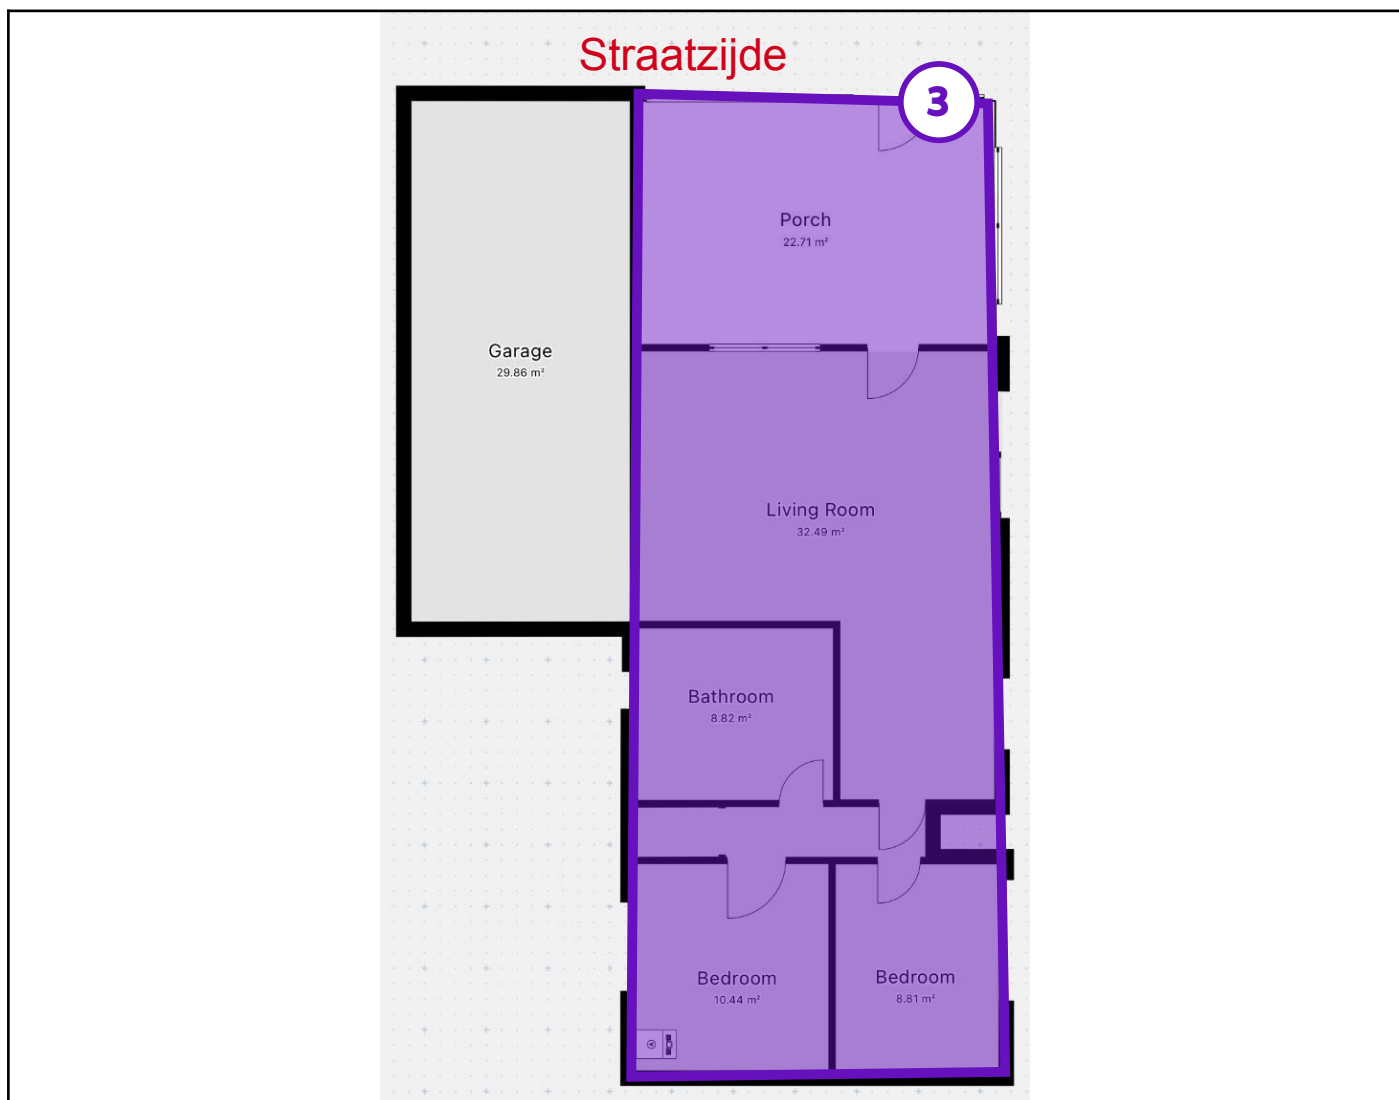 Straatzijde
3
Porch
22.71 m²
Garage
29.86 m²
Living Room
32.49 m²
Bathroom
8.82 m²
Bedroom
10.44 m²
Bedroom
8.81 m²